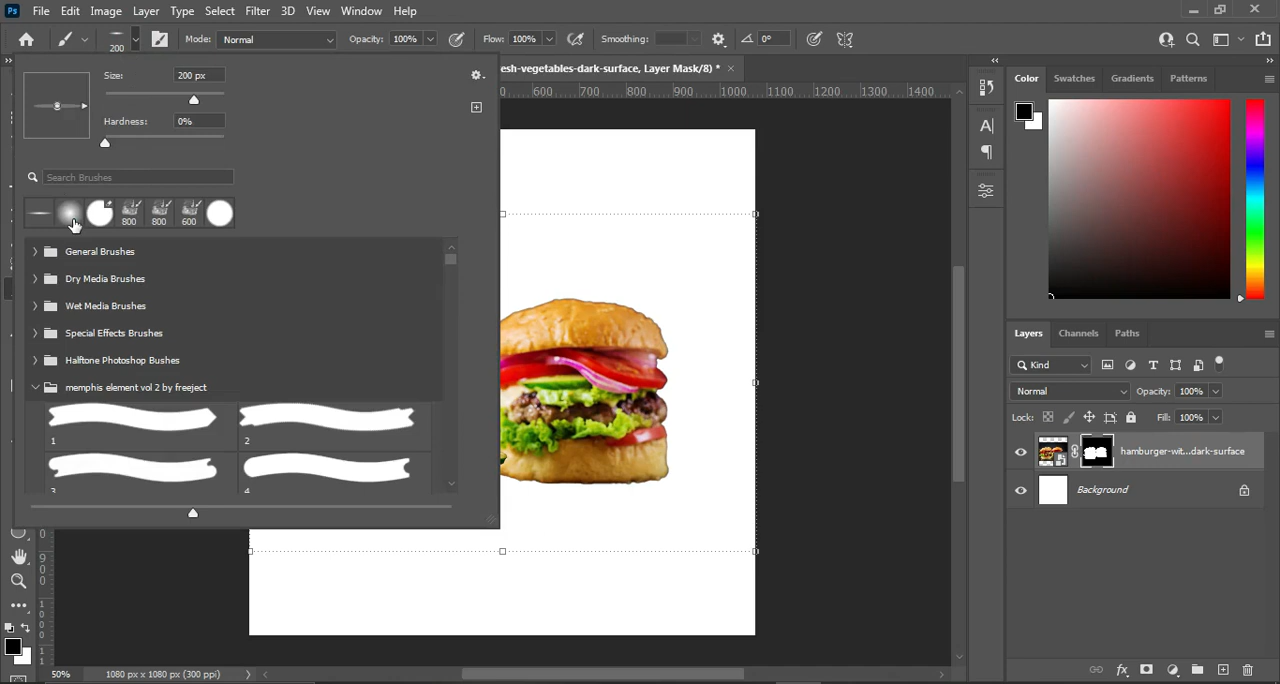 Ps File Edit Image Layer Type Select Filter 3D View Window Help
200 Mode: Normal Opacity: 100% Flow: 100% Smoothing: 0°
Size: 200 px
Hardness: 0%
Search Brushes
800 800 600
General Brushes
Dry Media Brushes
Wet Media Brushes
Special Effects Brushes
Halftone Photoshop Bushes
memphis element vol 2 by freeject
1 2
3 4
esh-vegetables-dark-surface, Layer Mask/8) * ×
600 700 800 900 1000 1100 1200 1300 1400
50% 1080 px x 1080 px (300 ppi)
Color Swatches Gradients Patterns
Layers Channels Paths
Kind
Normal Opacity: 100%
Lock: Fill: 100%
hamburger-wit...dark-surface
Background